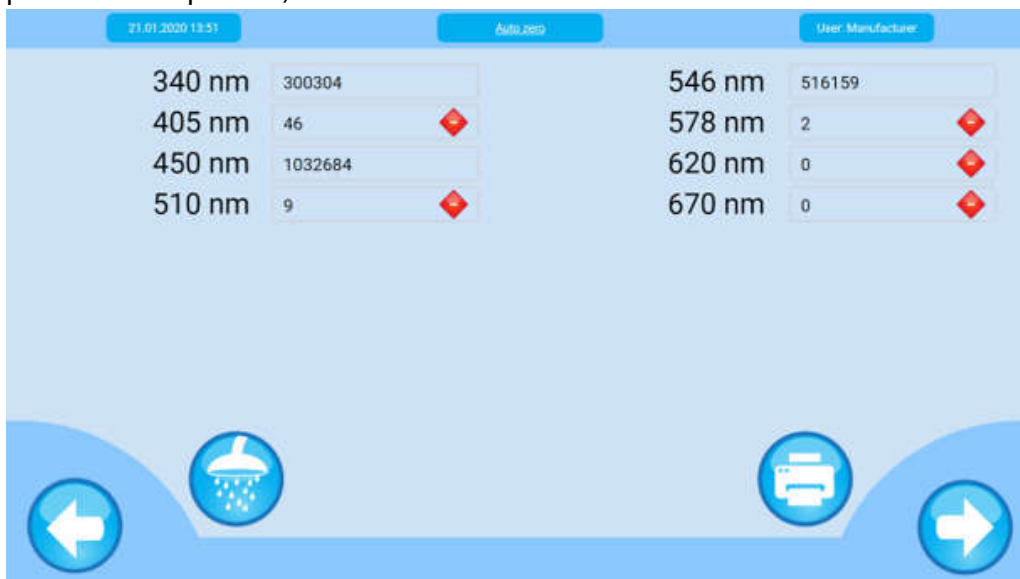 21.01.2020 13:51
Auto zero
User: Manufacturer
340 nm 300304
405 nm 46
450 nm 1032684
510 nm 9
546 nm 516159
578 nm 2
620 nm 0
670 nm 0